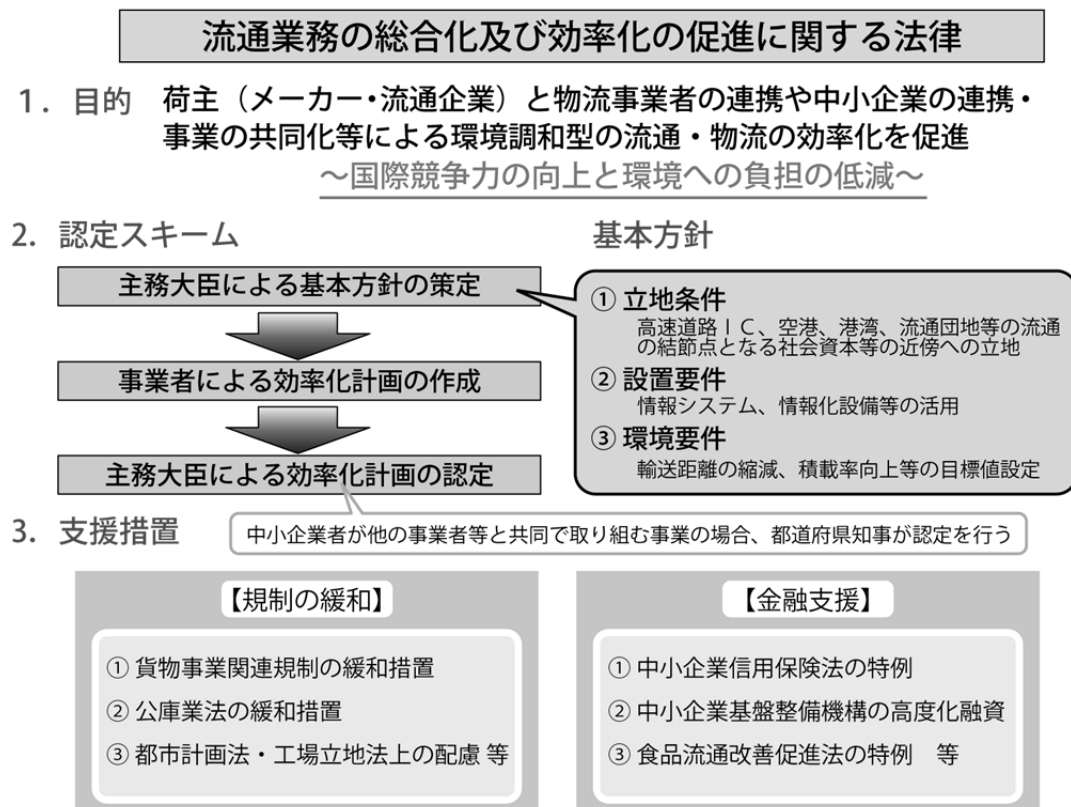 流通業務の総合化及び効率化の促進に関する法律
1. 目的 荷主（メーカー・流通企業）と物流事業者の連携や中小企業の連携・
事業の共同化等による環境調和型の流通・物流の効率化を促進
～国際競争力の向上と環境への負担の低減～
2. 認定スキーム
主務大臣による基本方針の策定
事業者による効率化計画の作成
主務大臣による効率化計画の認定
基本方針
① 立地条件
高速道路ＩＣ、空港、港湾、流通団地等の流通
の結節点となる社会資本等の近傍への立地
② 設置要件
情報システム、情報化設備等の活用
③ 環境要件
輸送距離の縮減、積載率向上等の目標値設定
中小企業者が他の事業者等と共同で取り組む事業の場合、都道府県知事が認定を行う
3. 支援措置
【規制の緩和】
① 貨物事業関連規制の緩和措置
② 公庫業法の緩和措置
③ 都市計画法・工場立地法上の配慮 等
【金融支援】
① 中小企業信用保険法の特例
② 中小企業基盤整備機構の高度化融資
③ 食品流通改善促進法の特例　等